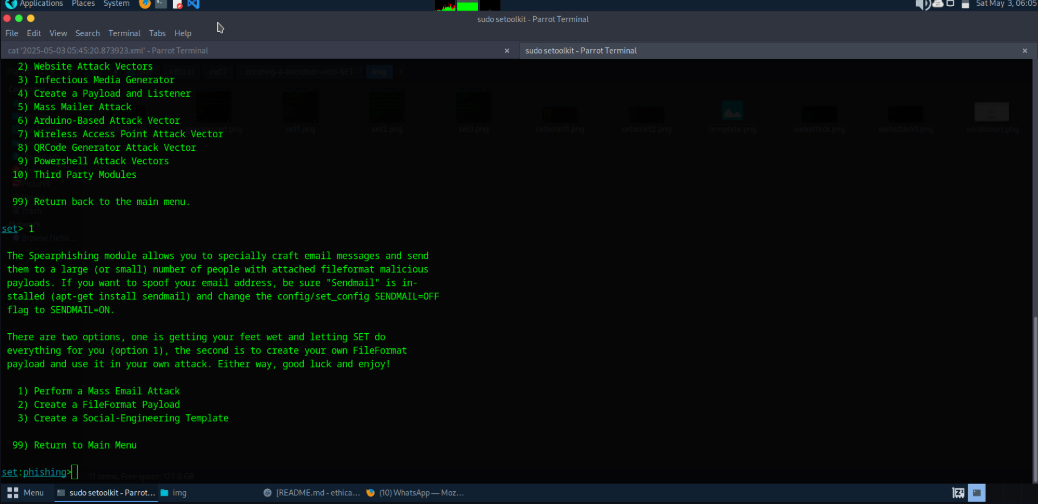 Applications Places System
Sat May 3, 06:05
sudo setoolkit - Parrot Terminal
File Edit View Search Terminal Tabs Help
cat '2025-05-03 05:45:20.873923.xml' - Parrot Terminal × sudo setoolkit - Parrot Terminal ×
2) Website Attack Vectors
3) Infectious Media Generator
4) Create a Payload and Listener
5) Mass Mailer Attack
6) Arduino-Based Attack Vector
7) Wireless Access Point Attack Vector
8) QRCode Generator Attack Vector
9) Powershell Attack Vectors
10) Third Party Modules
99) Return back to the main menu.
set> 1
The Spearphishing module allows you to specially craft email messages and send
them to a large (or small) number of people with attached fileformat malicious
payloads. If you want to spoof your email address, be sure "Sendmail" is in-
stalled (apt-get install sendmail) and change the config/set_config SENDMAIL=OFF
flag to SENDMAIL=ON.
There are two options, one is getting your feet wet and letting SET do
everything for you (option 1), the second is to create your own FileFormat
payload and use it in your own attack. Either way, good luck and enjoy!
1) Perform a Mass Email Attack
2) Create a FileFormat Payload
3) Create a Social-Engineering Template
99) Return to Main Menu
set:phishing>
Menu sudo setoolkit - Parrot... img [README.md - ethica... (10) WhatsApp — Moz...